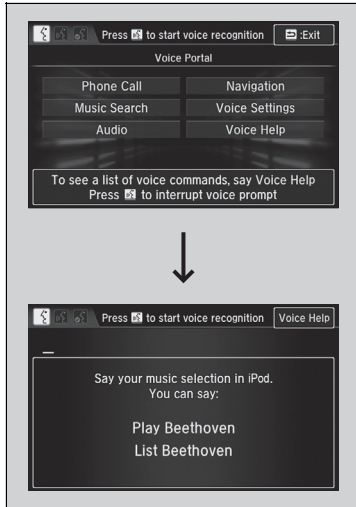 Press to start voice recognition :Exit
Voice Portal
Phone Call Navigation
Music Search Voice Settings
Audio Voice Help
To see a list of voice commands, say Voice Help
Press to interrupt voice prompt
Press to start voice recognition Voice Help
Say your music selection in iPod.
You can say:
Play Beethoven
List Beethoven